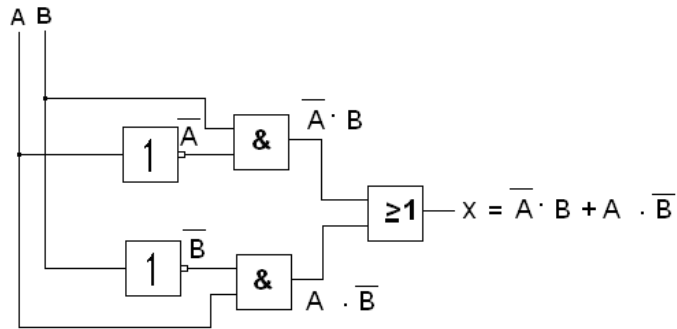 A B
A̅ · B
A̅
&
1
≥1
X = A̅ · B + A · B̅
B̅
1
&
A · B̅